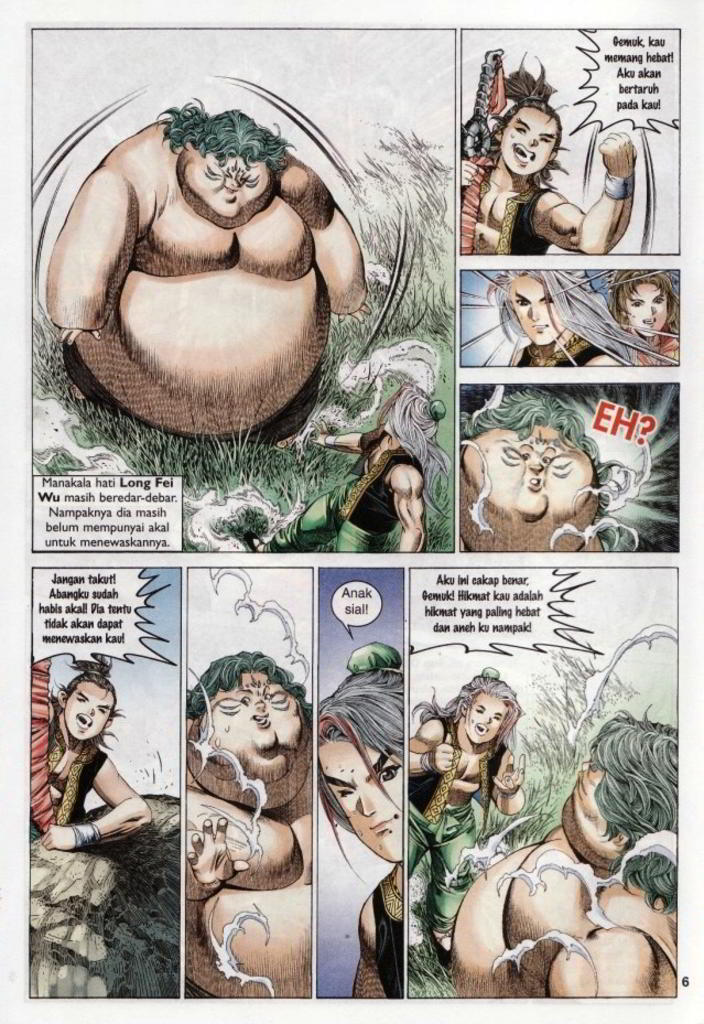 Gemuk, kau
memang hebat!
Aku akan
bertaruh
pada kau!
EH?
Manakala hati Long Fei
Wu masih beredar-debar.
Nampaknya dia masih
belum mempunyai akal
untuk menewaskannya.
Jangan takut!
Abangku sudah
habis akal! Dia tentu
tidak akan dapat
menewaskan kau!
Anak
sial!
Aku ini cakap benar,
Gemuk! Hikmat kau adalah
hikmat yang paling hebat
dan aneh ku nampak!
6